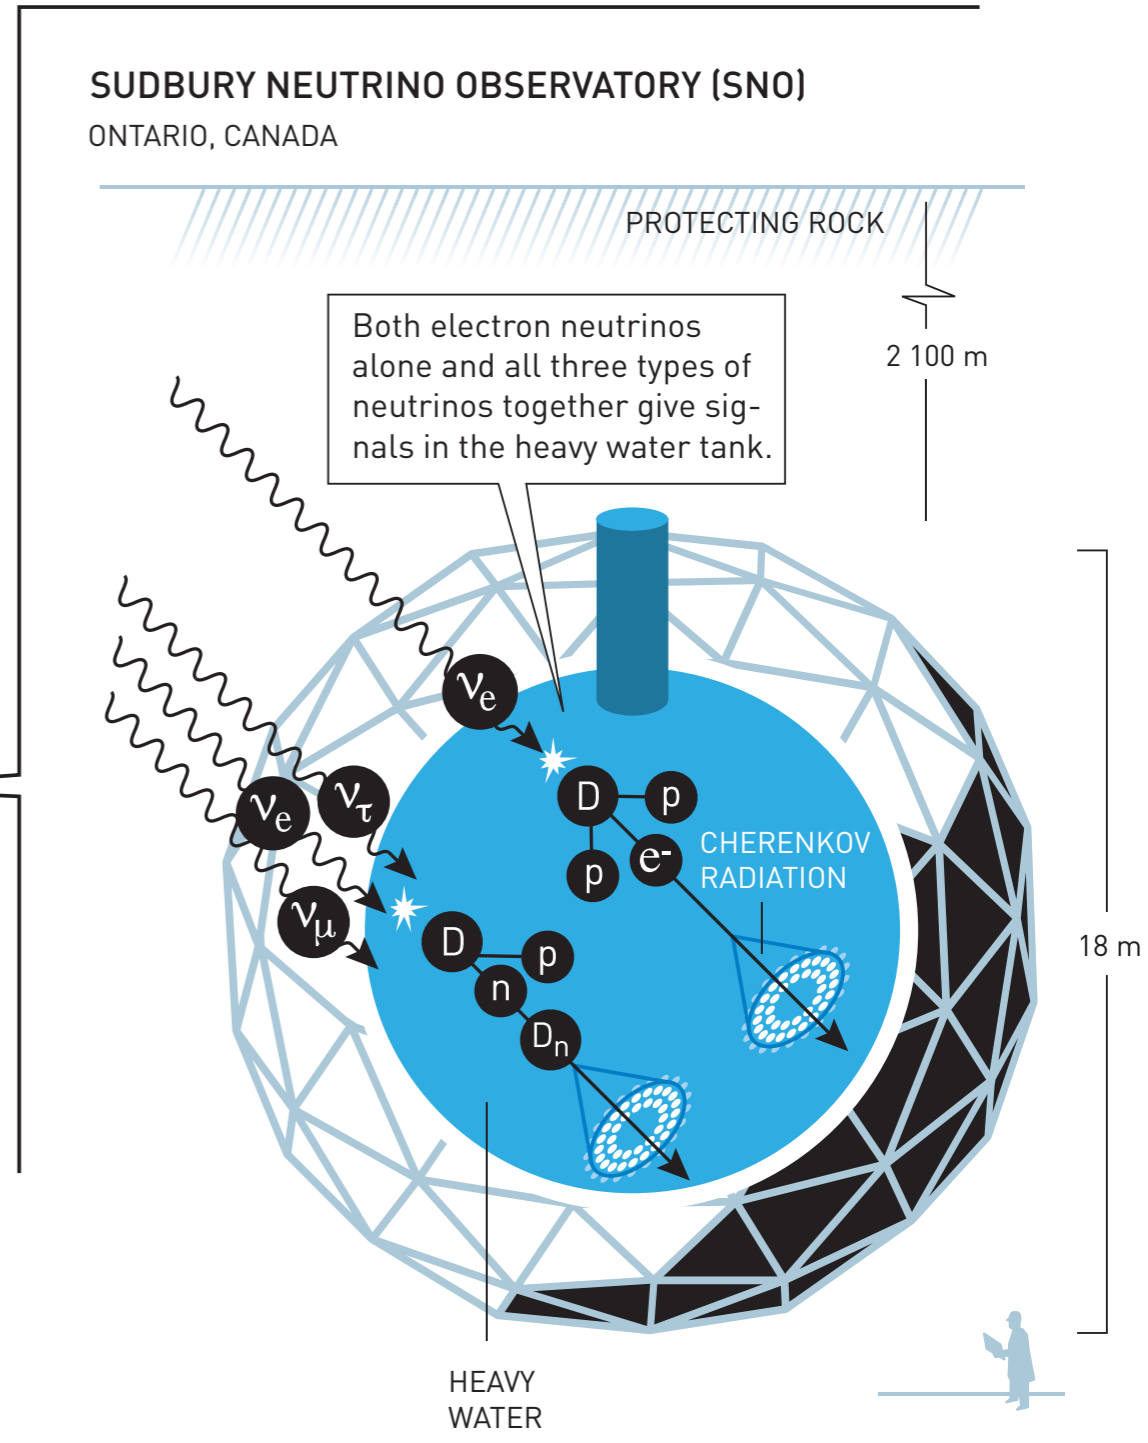 SUDBURY NEUTRINO OBSERVATORY (SNO)
ONTARIO, CANADA
PROTECTING ROCK
Both electron neutrinos
alone and all three types of
neutrinos together give sig-
nals in the heavy water tank.
2 100 m
νe
D
p
p
e-
CHERENKOV
RADIATION
νe
ντ
νμ
D
p
n
Dn
18 m
HEAVY
WATER